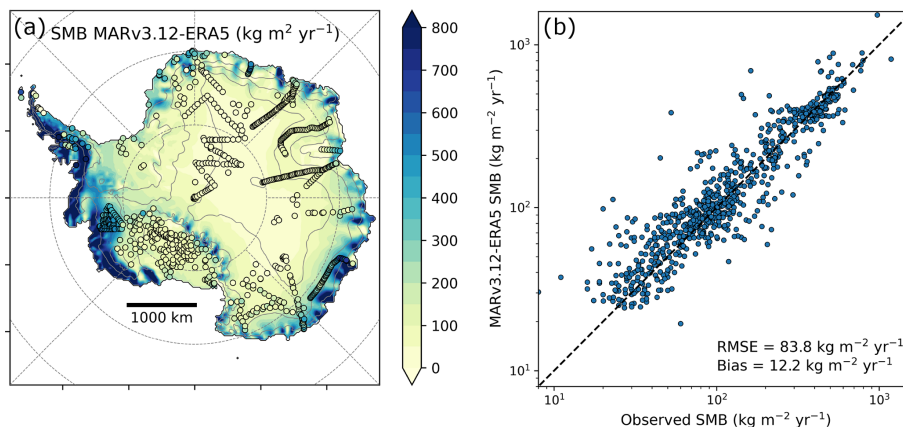 (a)
SMB MARv3.12-ERA5 (kg m² yr⁻¹)
1000 km
800
700
600
500
400
300
200
100
0
(b)
MARv3.12-ERA5 SMB (kg m⁻² yr⁻¹)
10³
10²
10¹
RMSE = 83.8 kg m⁻² yr⁻¹
Bias = 12.2 kg m⁻² yr⁻¹
10¹
10²
10³
Observed SMB (kg m⁻² yr⁻¹)